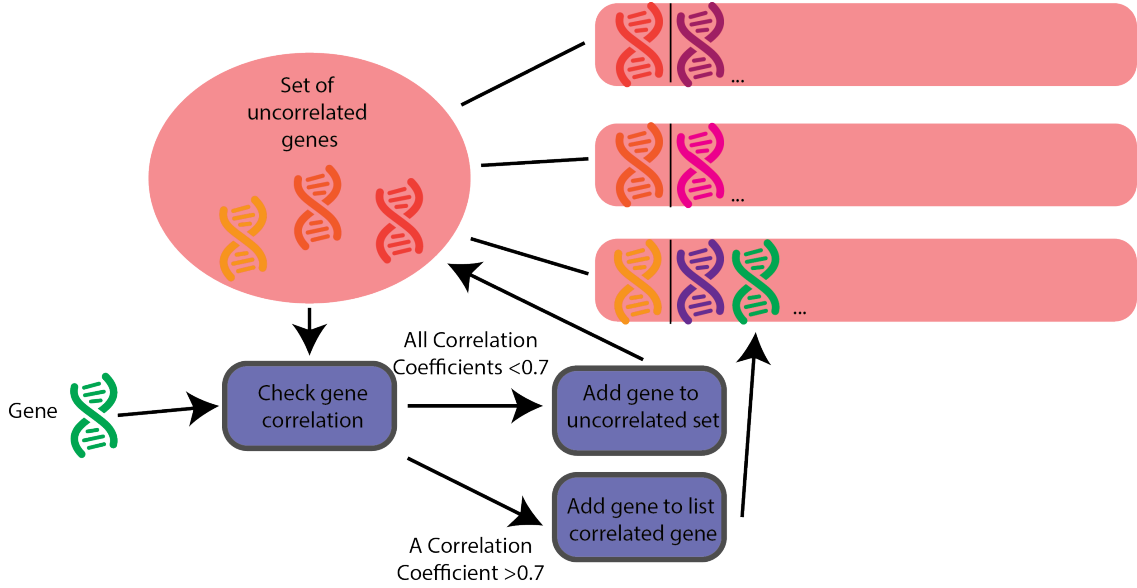 Set of
uncorrelated
genes
...
...
...
All Correlation
Coefficients <0.7
Gene
Check gene
correlation
Add gene to
uncorrelated set
Add gene to list
correlated gene
A Correlation
Coefficient >0.7